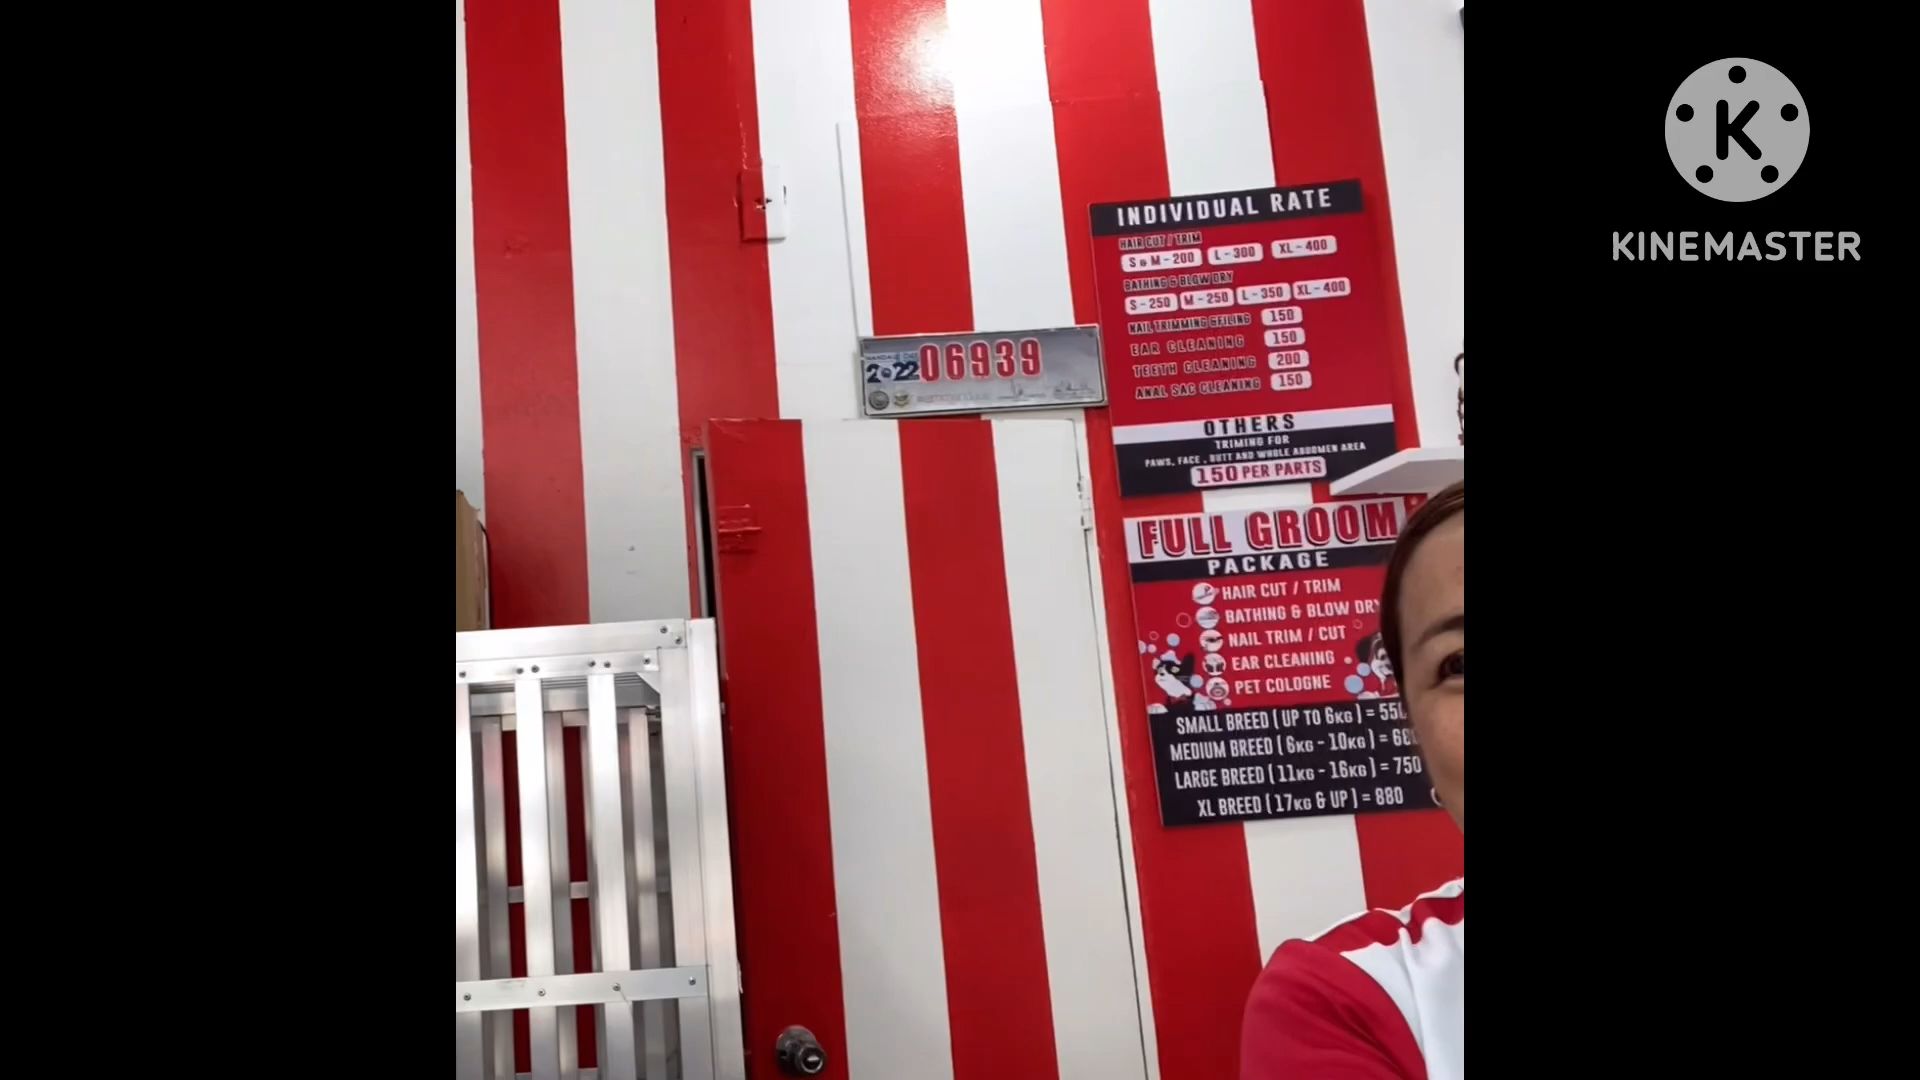 KINEMASTER
INDIVIDUAL RATE
HAIR CUT / TRIM
S & M - 200 L - 300 XL - 400
BATHING & BLOW DRY
S - 250 M - 250 L - 350 XL - 400
NAIL TRIMMING & FILING 150
EAR CLEANING 150
TEETH CLEANING 200
ANAL SAC CLEANING 150
OTHERS
TRIMING FOR
PAWS, FACE , BUTT AND WHOLE ABDOMEN AREA
150 PER PARTS
2022 06939
FULL GROOM
PACKAGE
HAIR CUT / TRIM
BATHING & BLOW DRY
NAIL TRIM / CUT
EAR CLEANING
PET COLOGNE
SMALL BREED ( UP TO 6KG ) = 550
MEDIUM BREED ( 6KG - 10KG ) =
LARGE BREED ( 11KG - 16KG ) = 750
XL BREED ( 17KG & UP ) = 880